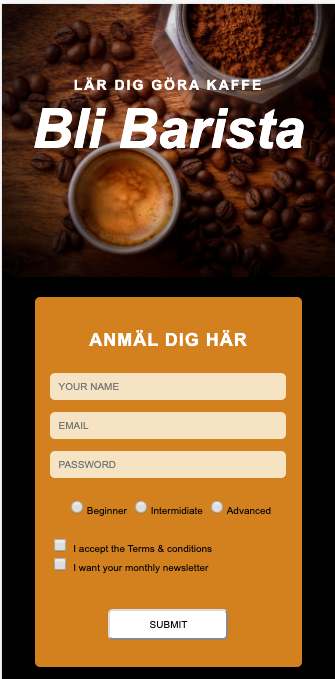 LÄR DIG GÖRA KAFFE
Bli Barista
ANMÄL DIG HÄR
YOUR NAME
EMAIL
PASSWORD
Beginner Intermidiate Advanced
I accept the Terms & conditions
I want your monthly newsletter
SUBMIT